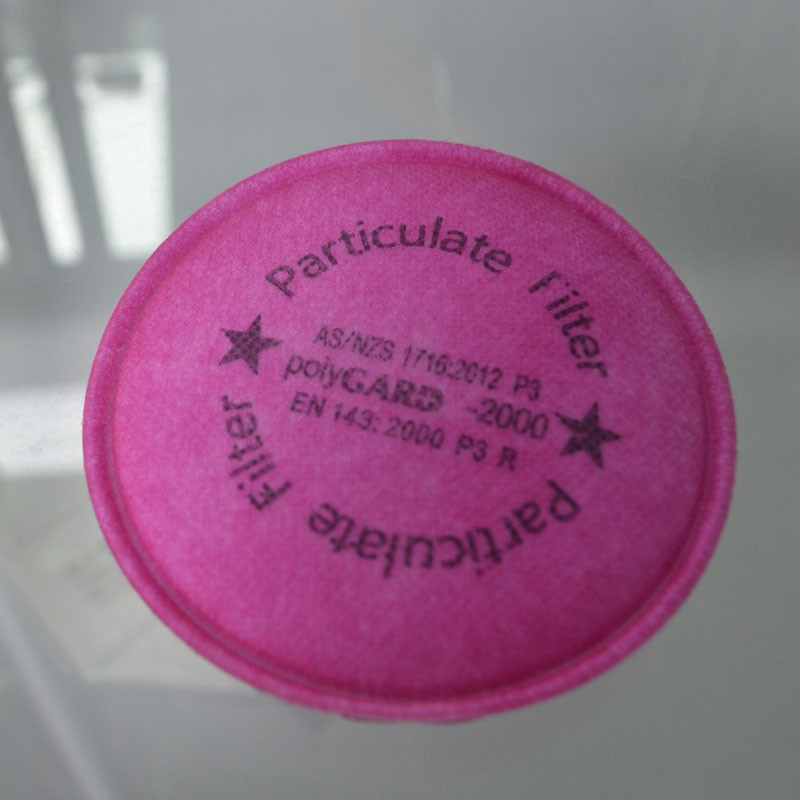 Particulate Filter
AS/NZS 1716:2012 P3
polyGARD -2000
EN 143: 2000 P3 R
Particulate Filter